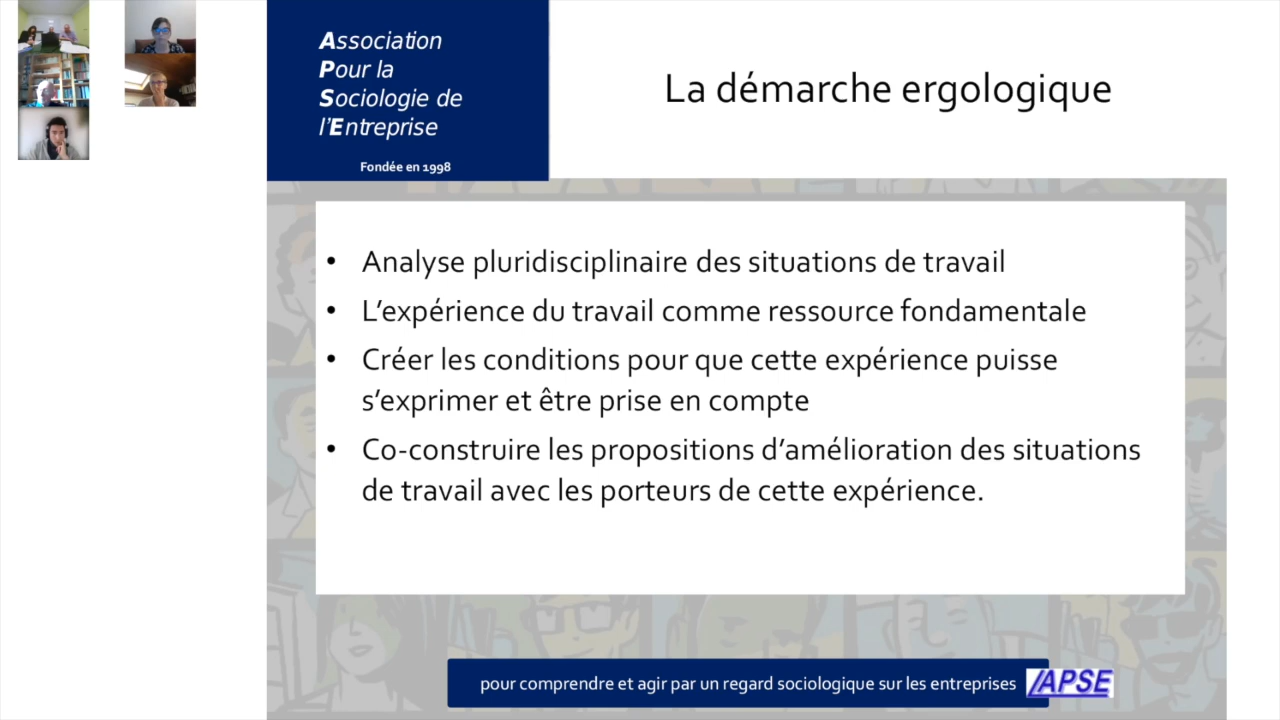 Association
Pour la
Sociologie de
l’Entreprise
Fondée en 1998
La démarche ergologique
• Analyse pluridisciplinaire des situations de travail
• L’expérience du travail comme ressource fondamentale
• Créer les conditions pour que cette expérience puisse
s’exprimer et être prise en compte
• Co-construire les propositions d’amélioration des situations
de travail avec les porteurs de cette expérience.
pour comprendre et agir par un regard sociologique sur les entreprises
APSE